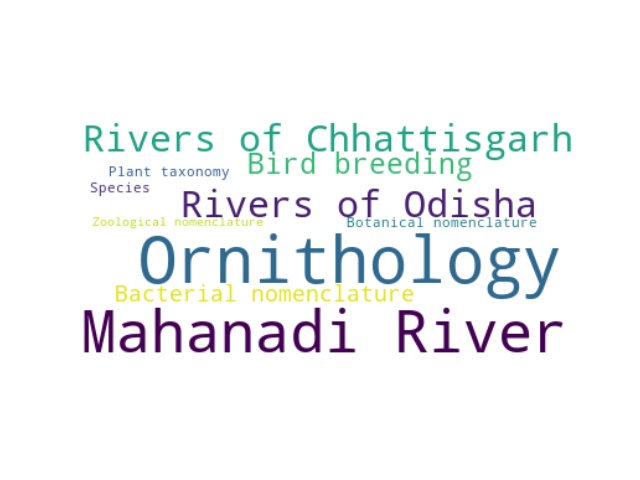 Rivers of Chhattisgarh
Bird breeding
Plant taxonomy
Species
Rivers of Odisha
Zoological nomenclature
Botanical nomenclature
Ornithology
Bacterial nomenclature
Mahanadi River